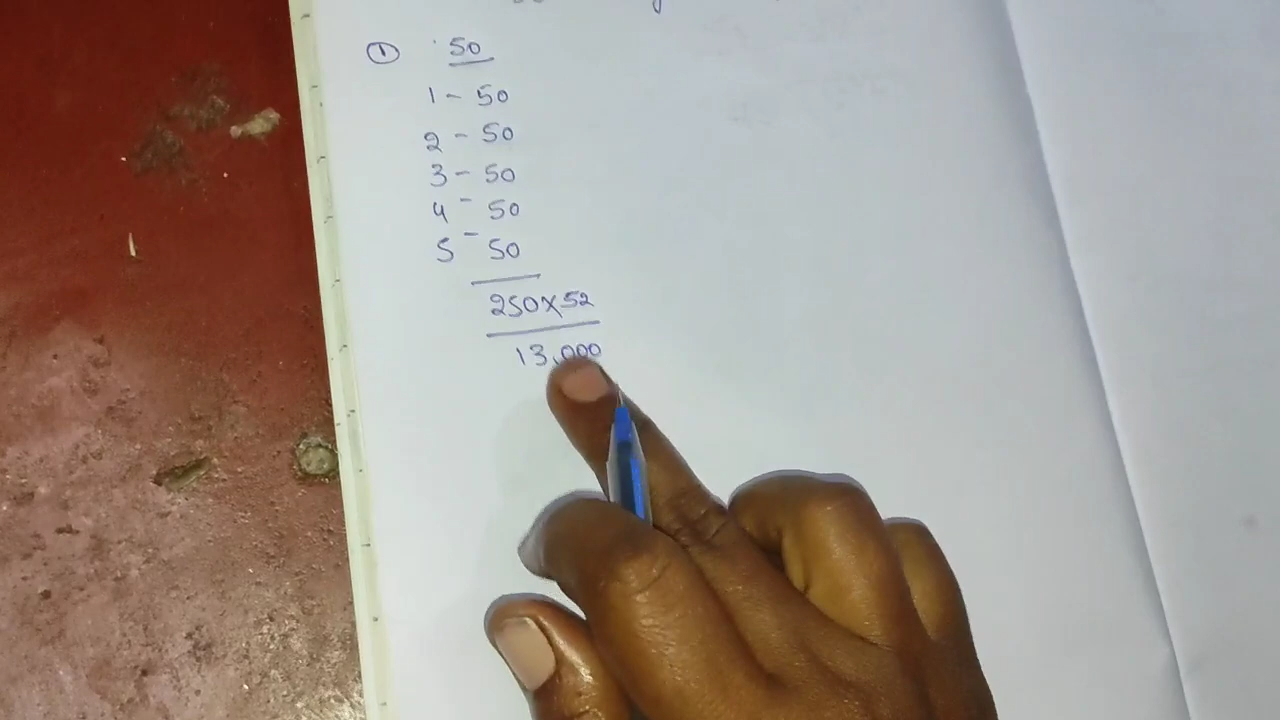 ① 50
1 - 50
2 - 50
3 - 50
4 - 50
5 - 50
250x52
13,000